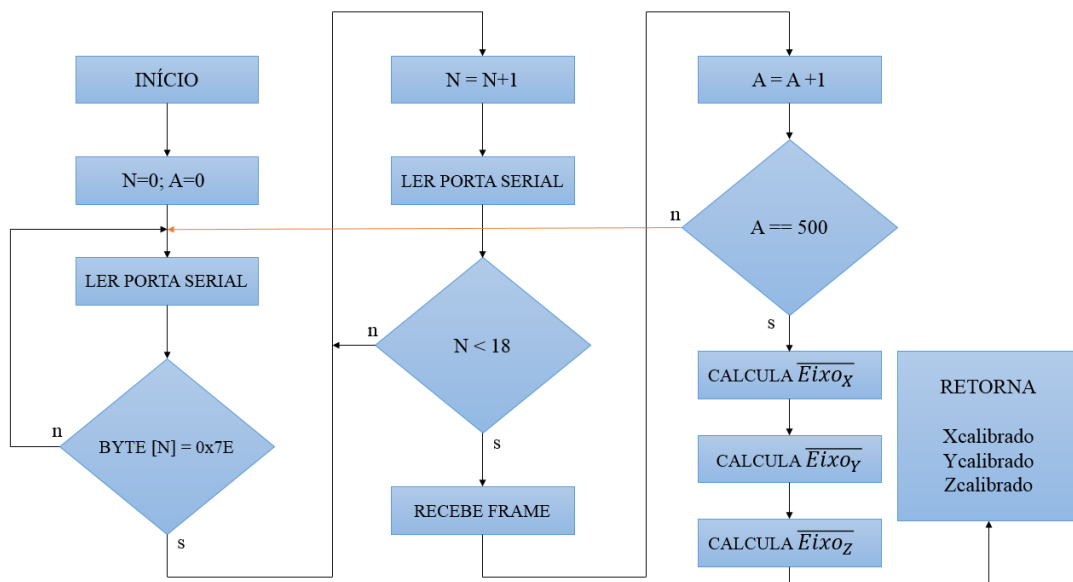 INÍCIO
N=0; A=0
LER PORTA SERIAL
BYTE [N] = 0x7E
n
s
N = N+1
LER PORTA SERIAL
N < 18
n
s
RECEBE FRAME
A = A +1
A == 500
n
s
CALCULA \overline{Eixo_X}
CALCULA \overline{Eixo_Y}
CALCULA \overline{Eixo_Z}
RETORNA
Xcalibrado
Ycalibrado
Zcalibrado